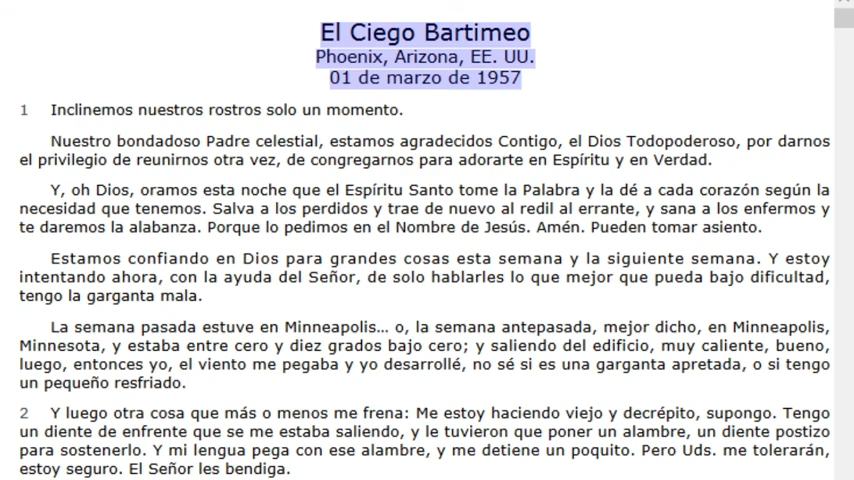 El Ciego Bartimeo
Phoenix, Arizona, EE. UU.
01 de marzo de 1957
1 Inclinemos nuestros rostros solo un momento.
Nuestro bondadoso Padre celestial, estamos agradecidos Contigo, el Dios Todopoderoso, por darnos
el privilegio de reunirnos otra vez, de congregarnos para adorarte en Espíritu y en Verdad.
Y, oh Dios, oramos esta noche que el Espíritu Santo tome la Palabra y la dé a cada corazón según la
necesidad que tenemos. Salva a los perdidos y trae de nuevo al redil al errante, y sana a los enfermos y
te daremos la alabanza. Porque lo pedimos en el Nombre de Jesús. Amén. Pueden tomar asiento.
Estamos confiando en Dios para grandes cosas esta semana y la siguiente semana. Y estoy
intentando ahora, con la ayuda del Señor, de solo hablarles lo que mejor que pueda bajo dificultad,
tengo la garganta mala.
La semana pasada estuve en Minneapolis... o, la semana antepasada, mejor dicho, en Minneapolis,
Minnesota, y estaba entre cero y diez grados bajo cero; y saliendo del edificio, muy caliente, bueno,
luego, entonces yo, el viento me pegaba y yo desarrollé, no sé si es una garganta apretada, o si tengo
un pequeño resfriado.
2 Y luego otra cosa que más o menos me frena: Me estoy haciendo viejo y decrépito, supongo. Tengo
un diente de enfrente que se me estaba saliendo, y le tuvieron que poner un alambre, un diente postizo
para sostenerlo. Y mi lengua pega con ese alambre, y me detiene un poquito. Pero Uds. me tolerarán,
estoy seguro. El Señor les bendiga.